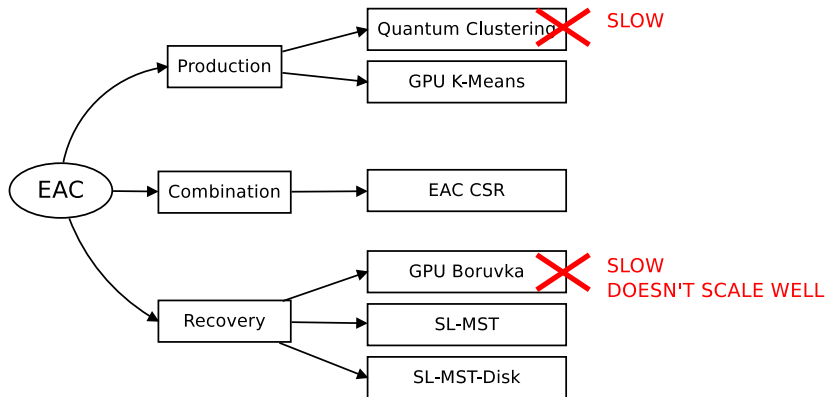 Quantum Clustering
SLOW
Production
GPU K-Means
EAC
Combination
EAC CSR
GPU Boruvka
SLOW
DOESN'T SCALE WELL
Recovery
SL-MST
SL-MST-Disk